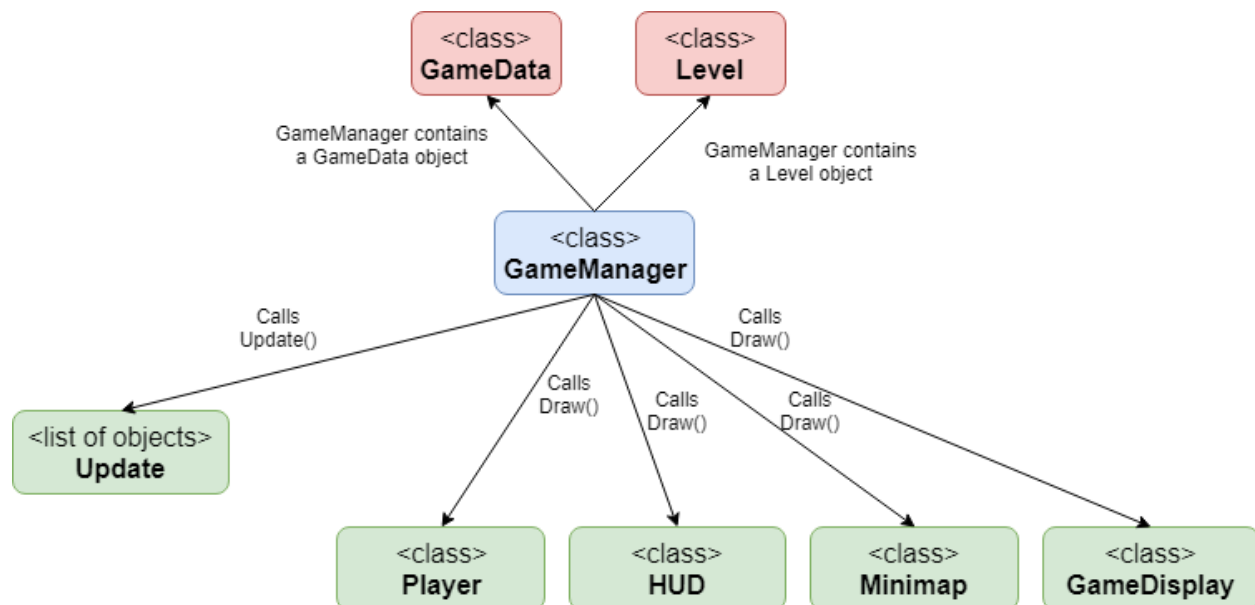 <class>
GameData
<class>
Level
GameManager contains
a GameData object
GameManager contains
a Level object
<class>
GameManager
Calls
Update()
Calls
Draw()
Calls
Draw()
Calls
Draw()
Calls
Draw()
<list of objects>
Update
<class>
Player
<class>
HUD
<class>
Minimap
<class>
GameDisplay